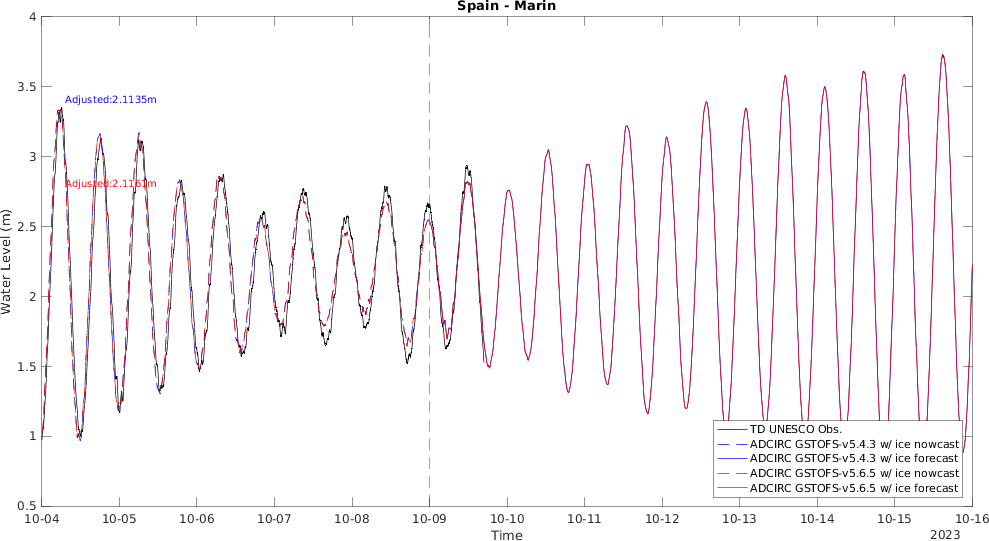 Spain - Marin
4
3.5
3
2.5
2
1.5
1
0.5
Water Level (m)
Adjusted:2.1135m
Adjusted:2.1161m
10-04
10-05
10-06
10-07
10-08
10-09
10-10
10-11
10-12
10-13
10-14
10-15
10-16
Time
2023
TD UNESCO Obs.
ADCIRC GSTOFS-v5.4.3 w/ ice nowcast
ADCIRC GSTOFS-v5.4.3 w/ ice forecast
ADCIRC GSTOFS-v5.6.5 w/ ice nowcast
ADCIRC GSTOFS-v5.6.5 w/ ice forecast